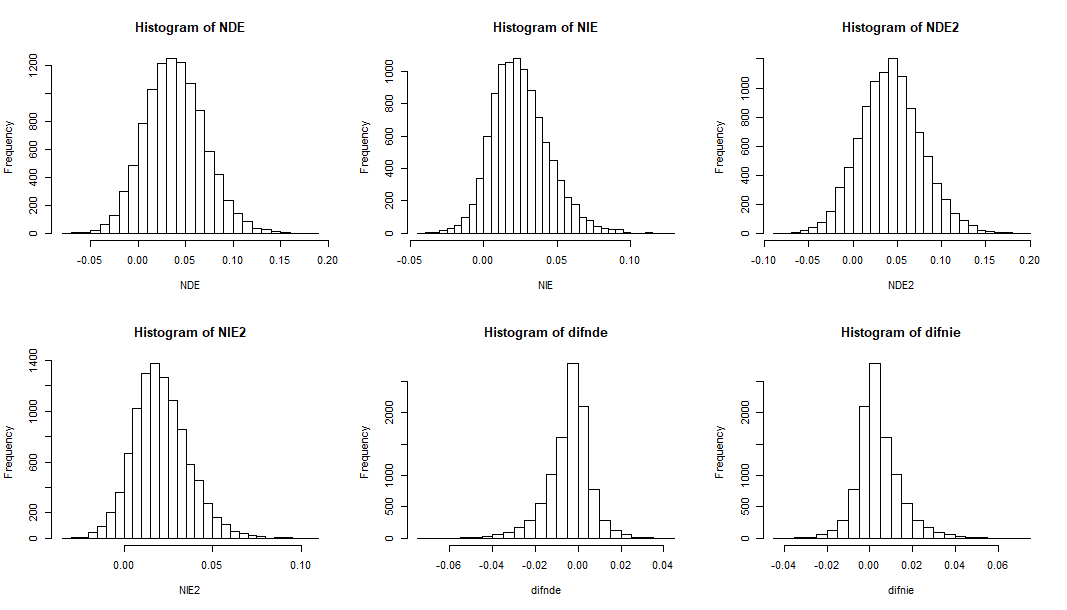 Histogram of NDE
Frequency
0 200 400 600 800 1200
-0.05 0.00 0.05 0.10 0.15 0.20
NDE
Histogram of NIE
Frequency
0 200 400 600 800 1000
-0.05 0.00 0.05 0.10
NIE
Histogram of NDE2
Frequency
0 200 400 600 800 1000
-0.10 -0.05 0.00 0.05 0.10 0.15 0.20
NDE2
Histogram of NIE2
Frequency
0 200 600 1000 1400
0.00 0.05 0.10
NIE2
Histogram of difnde
Frequency
0 500 1000 2000
-0.06 -0.04 -0.02 0.00 0.02 0.04
difnde
Histogram of difnie
Frequency
0 500 1000 2000
-0.04 -0.02 0.00 0.02 0.04 0.06
difnie